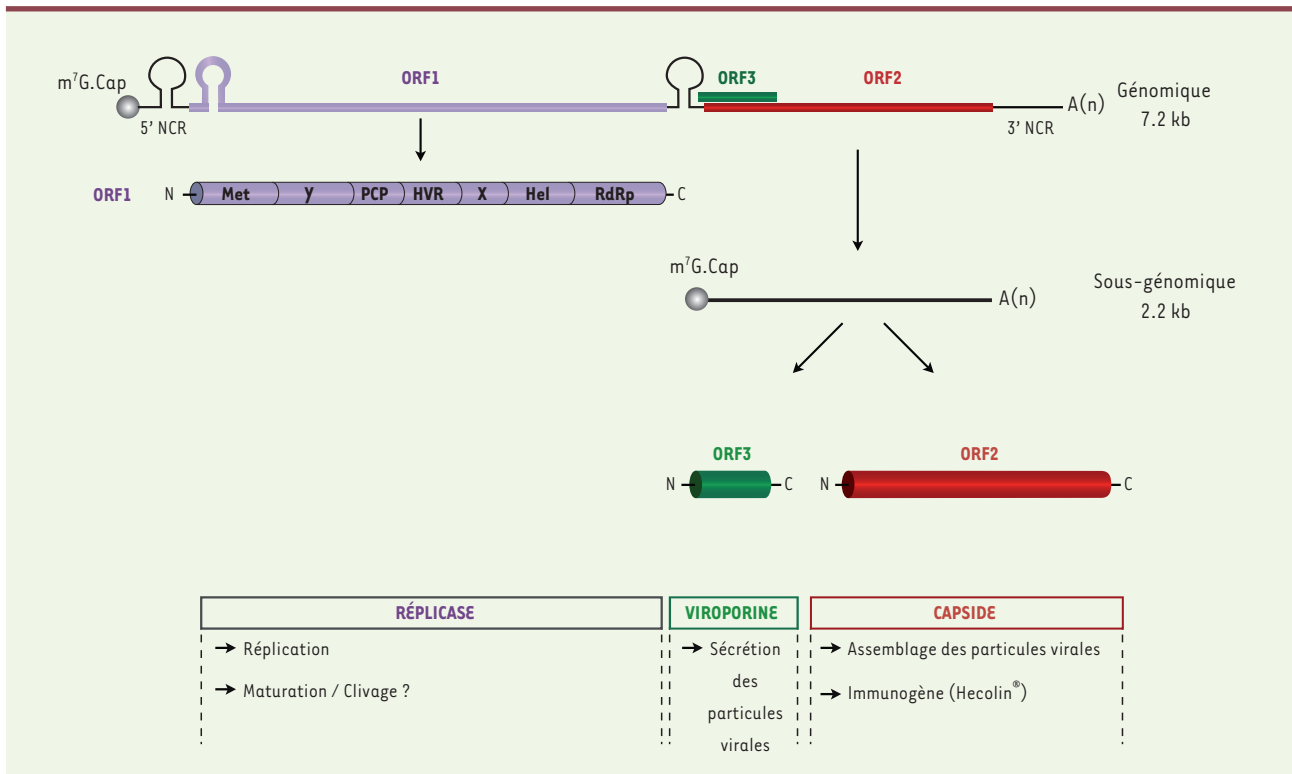 m⁷G.Cap
ORF1
ORF3
ORF2
5' NCR
3' NCR
A(n)
Génomique
7.2 kb
ORF1
N
Met
Y
PCP
HVR
X
Hel
RdRp
C
m⁷G.Cap
A(n)
Sous-génomique
2.2 kb
ORF3
N
C
ORF2
N
C
RÉPLICASE
→ Réplication
→ Maturation / Clivage ?
VIROPORINE
→ Sécrétion
des
particules
virales
CAPSIDE
→ Assemblage des particules virales
→ Immunogène (Hecolin®)